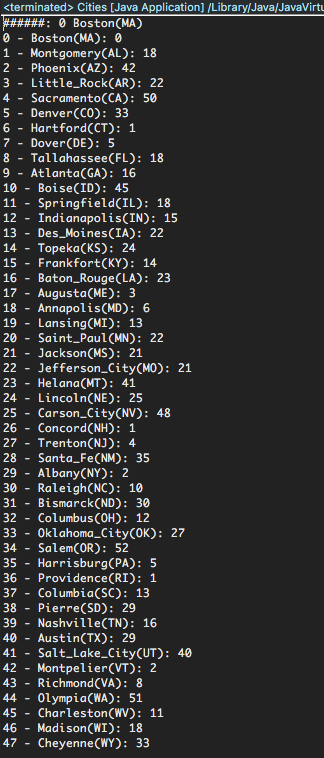 <terminated> Cities [Java Application] /Library/Java/JavaVirtu
######: 0 Boston(MA)
0 - Boston(MA): 0
1 - Montgomery(AL): 18
2 - Phoenix(AZ): 42
3 - Little_Rock(AR): 22
4 - Sacramento(CA): 50
5 - Denver(CO): 33
6 - Hartford(CT): 1
7 - Dover(DE): 5
8 - Tallahassee(FL): 18
9 - Atlanta(GA): 16
10 - Boise(ID): 45
11 - Springfield(IL): 18
12 - Indianapolis(IN): 15
13 - Des_Moines(IA): 22
14 - Topeka(KS): 24
15 - Frankfort(KY): 14
16 - Baton_Rouge(LA): 23
17 - Augusta(ME): 3
18 - Annapolis(MD): 6
19 - Lansing(MI): 13
20 - Saint_Paul(MN): 22
21 - Jackson(MS): 21
22 - Jefferson_City(MO): 21
23 - Helana(MT): 41
24 - Lincoln(NE): 25
25 - Carson_City(NV): 48
26 - Concord(NH): 1
27 - Trenton(NJ): 4
28 - Santa_Fe(NM): 35
29 - Albany(NY): 2
30 - Raleigh(NC): 10
31 - Bismarck(ND): 30
32 - Columbus(OH): 12
33 - Oklahoma_City(OK): 27
34 - Salem(OR): 52
35 - Harrisburg(PA): 5
36 - Providence(RI): 1
37 - Columbia(SC): 13
38 - Pierre(SD): 29
39 - Nashville(TN): 16
40 - Austin(TX): 29
41 - Salt_Lake_City(UT): 40
42 - Montpelier(VT): 2
43 - Richmond(VA): 8
44 - Olympia(WA): 51
45 - Charleston(WV): 11
46 - Madison(WI): 18
47 - Cheyenne(WY): 33